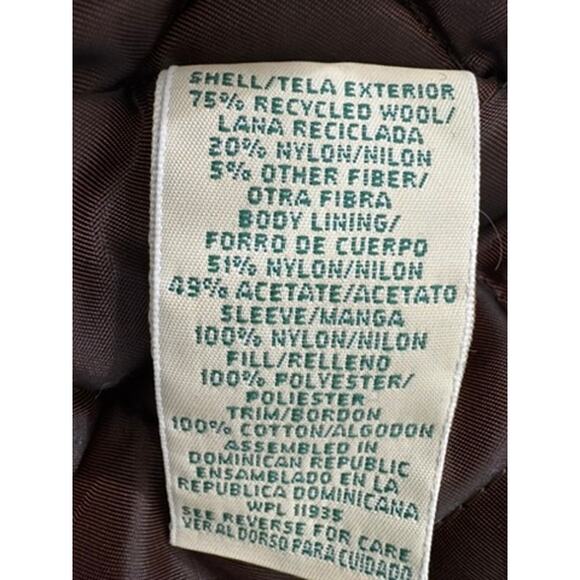 SHELL/TELA EXTERIOR
75% RECYCLED WOOL/
LANA RECICLADA
20% NYLON/NILON
5% OTHER FIBER/
OTRA FIBRA
BODY LINING/
FORRO DE CUERPO
51% NYLON/NILON
49% ACETATE/ACETATO
SLEEVE/MANGA
100% NYLON/NILON
FILL/RELLENO
100% POLYESTER/
POLIESTER
TRIM/BORDON
100% COTTON/ALGODON
ASSEMBLED IN
DOMINICAN REPUBLIC
ENSAMBLADO EN LA
REPUBLICA DOMINICANA
WPL 11935
SEE REVERSE FOR CARE
VER AL DORSO PARA CUIDADO